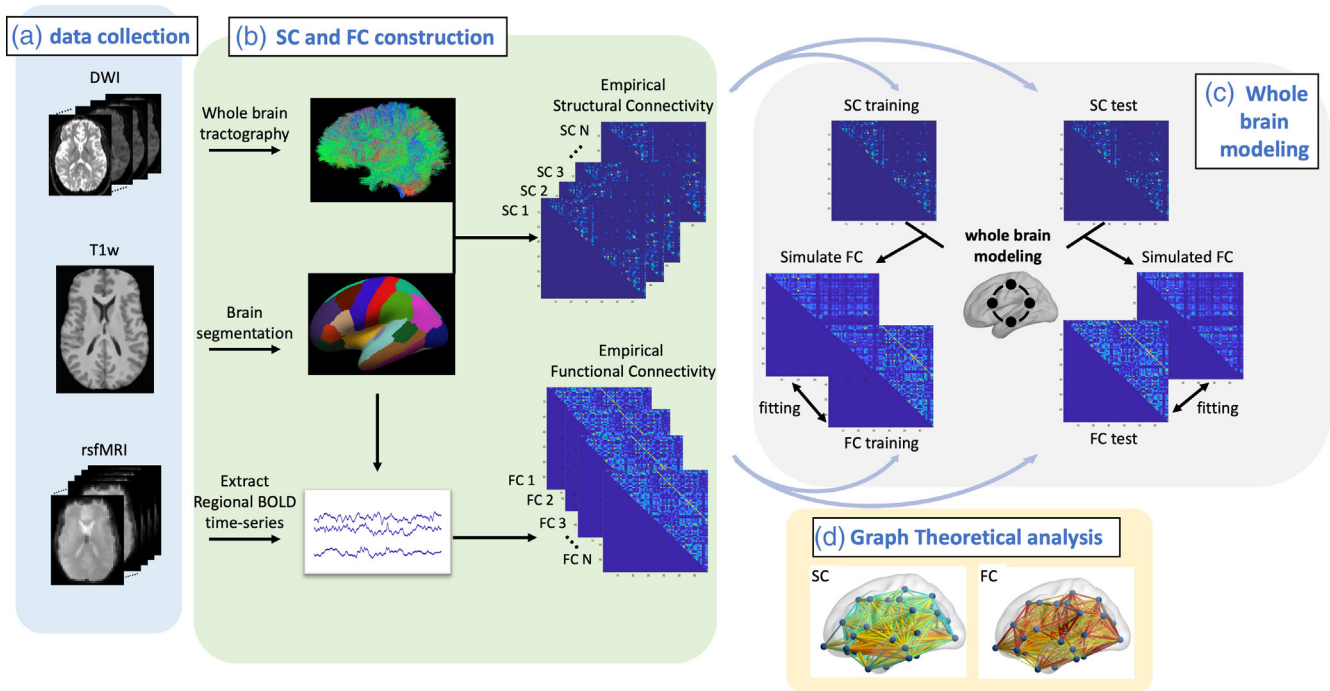 (a) data collection
DWI
T1w
rsfMRI
(b) SC and FC construction
Whole brain
tractography
Brain
segmentation
Extract
Regional BOLD
time-series
Empirical
Structural Connectivity
SC N
SC 3
SC 2
SC 1
Empirical
Functional Connectivity
FC 1
FC 2
FC 3
FC N
(c) Whole
brain
modeling
SC training
SC test
whole brain
modeling
Simulate FC
Simulated FC
fitting
fitting
FC training
FC test
(d) Graph Theoretical analysis
SC
FC